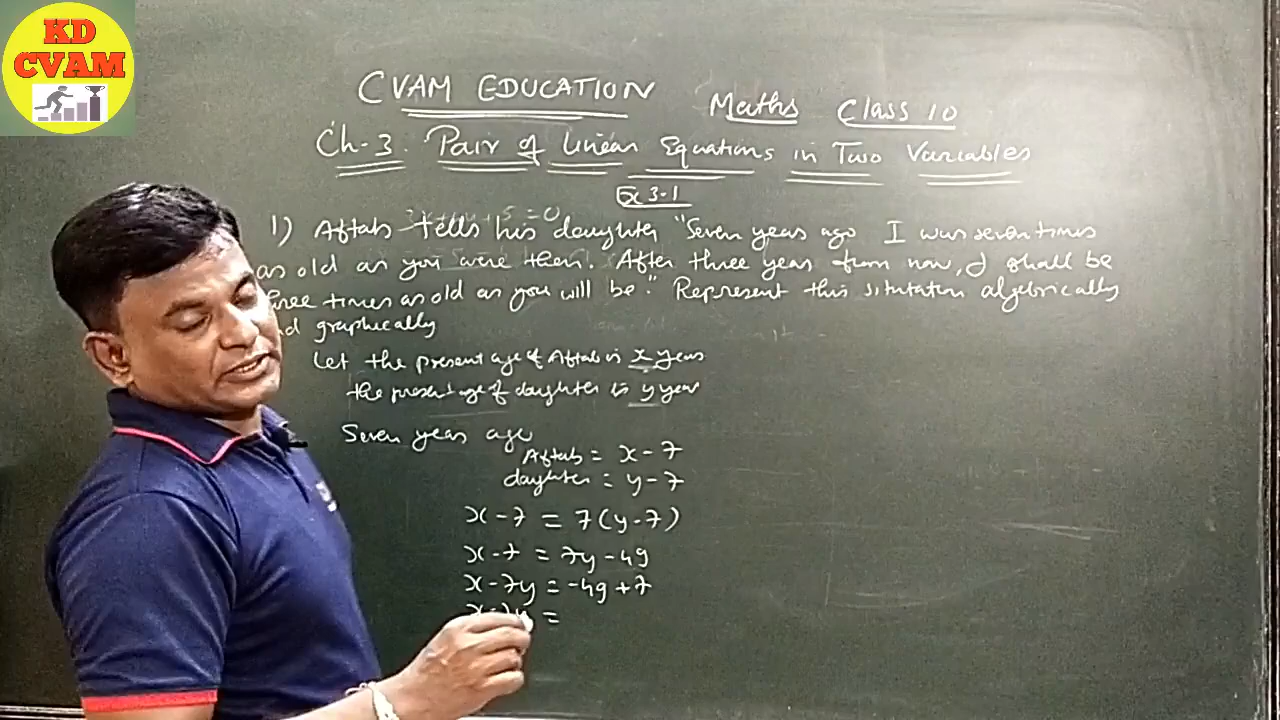 KD
CVAM
CVAM EDUCATION Maths Class 10
Ch-3. Pair of Linear Equations in Two Variables
Ex 3.1
1) Aftab tells his daughter "Seven years ago I was seven times
as old as you were then. After three year from now, I shall be
three times as old as you will be." Represent this situtation algebrically
nd graphically
Let the present age of Aftab is x years
the present age of daughter is y year
Seven years ago
Aftab = x - 7
daughter = y - 7
x - 7 = 7(y - 7)
x - 7 = 7y - 49
x - 7y = -49 + 7
x - 7y =